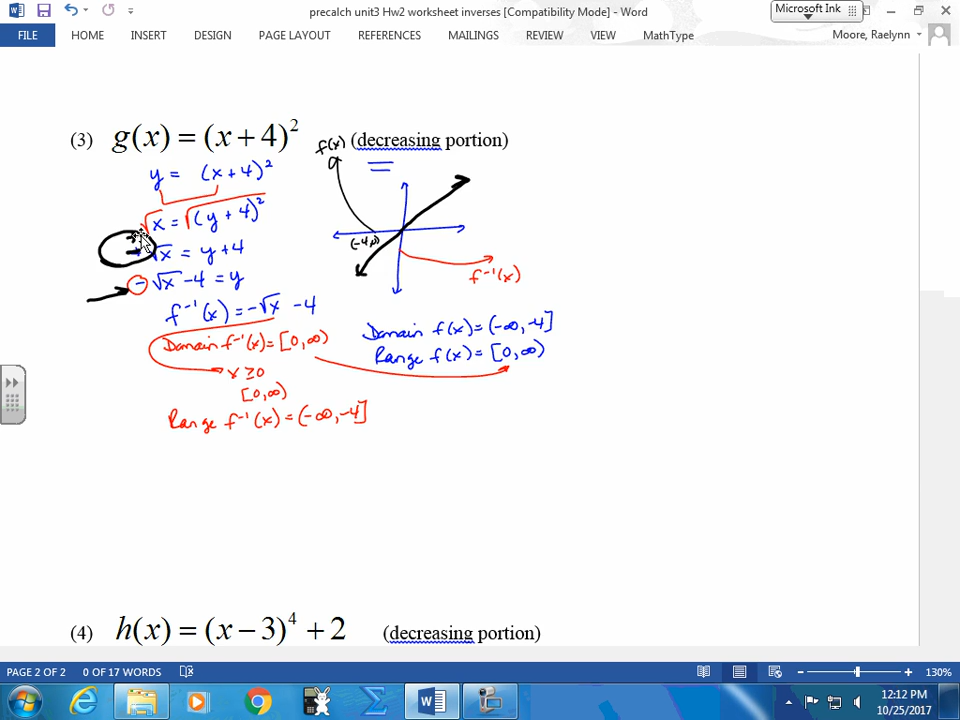 precalch unit3 Hw2 worksheet inverses [Compatibility Mode] - Word
Microsoft Ink
FILE HOME INSERT DESIGN PAGE LAYOUT REFERENCES MAILINGS REVIEW VIEW MathType Moore, Raelynn
(3) g(x) = (x + 4)² (decreasing portion)
f(x)
y = (x+4)²
√x = √(y+4)²
√x = y+4
(-4,0)
-√x -4 = y
f⁻¹(x)
f⁻¹(x) = -√x -4
Domain f⁻¹(x) = [0,∞)
x ≥ 0
[0,∞)
Range f⁻¹(x) = (-∞,-4]
Domain f(x) = (-∞,-4]
Range f(x) = [0,∞)
(4) h(x) = (x − 3)⁴ + 2 (decreasing portion)
PAGE 2 OF 2 0 OF 17 WORDS 130%
12:12 PM
10/25/2017